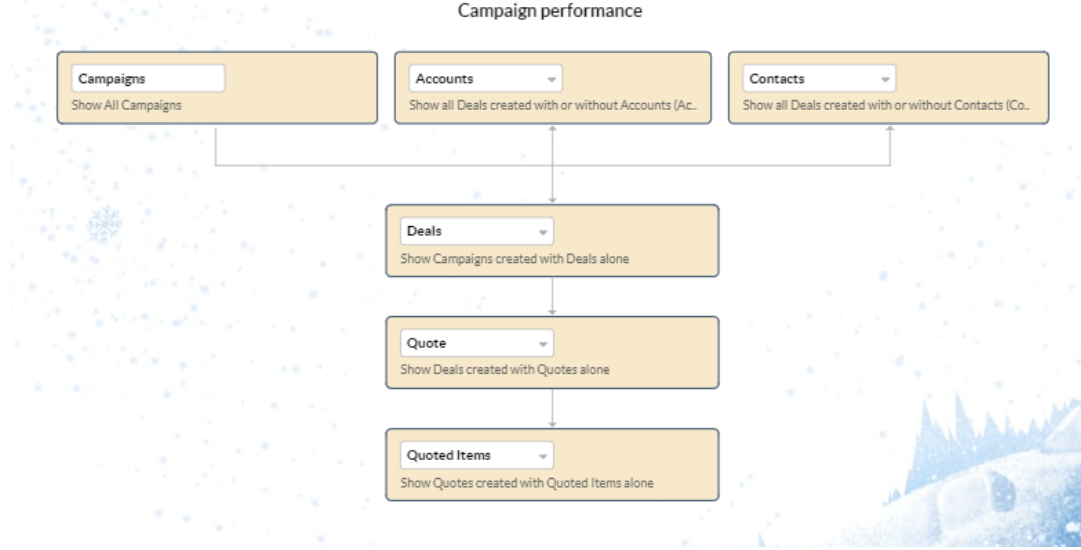 Campaign performance
Campaigns
Show All Campaigns
Accounts
Show all Deals created with or without Accounts (Ac..
Contacts
Show all Deals created with or without Contacts (Co..
Deals
Show Campaigns created with Deals alone
Quote
Show Deals created with Quotes alone
Quoted Items
Show Quotes created with Quoted Items alone